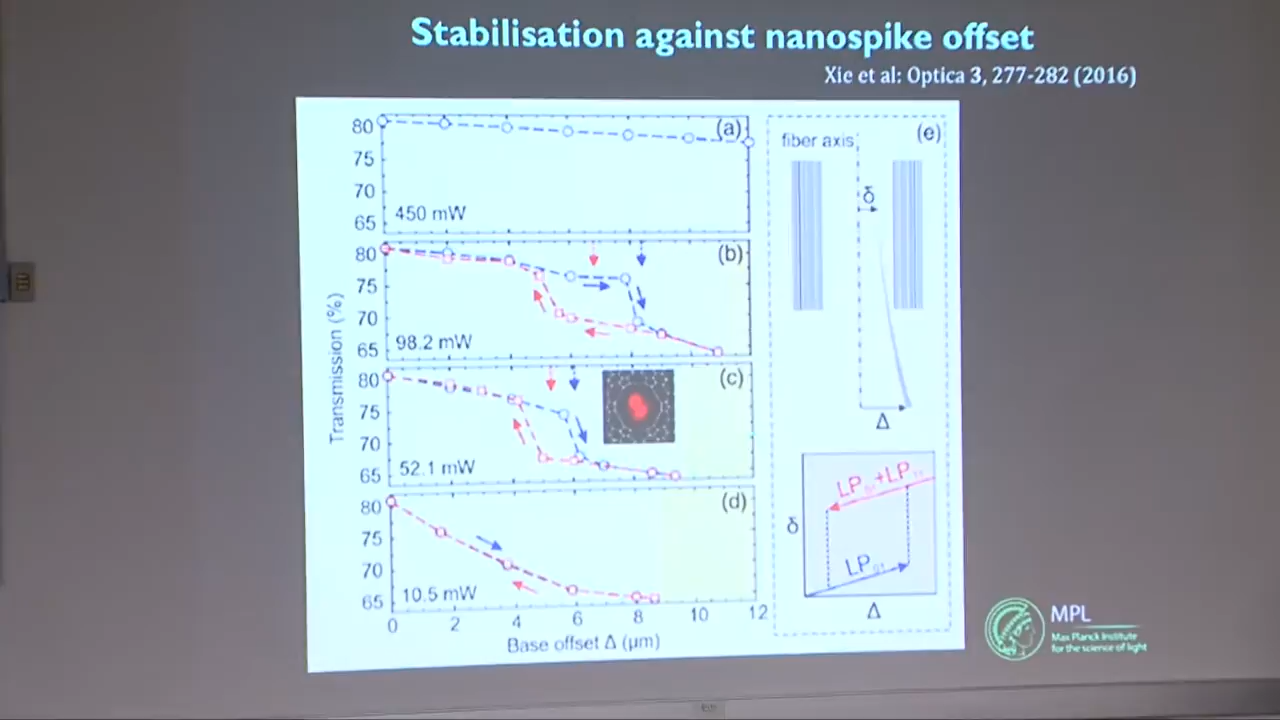 Stabilisation against nanospike offset
Xie et al: Optica 3, 277-282 (2016)
80
75
70
65
(a)
450 mW
80
75
70
65
(b)
98.2 mW
80
75
70
65
(c)
52.1 mW
80
75
70
65
(d)
10.5 mW
0 2 4 6 8 10 12
Base offset Δ (μm)
Transmission (%)
(e)
fiber axis
δ
Δ
δ
LP01
Δ
MPL
Max Planck Institute
for the science of light